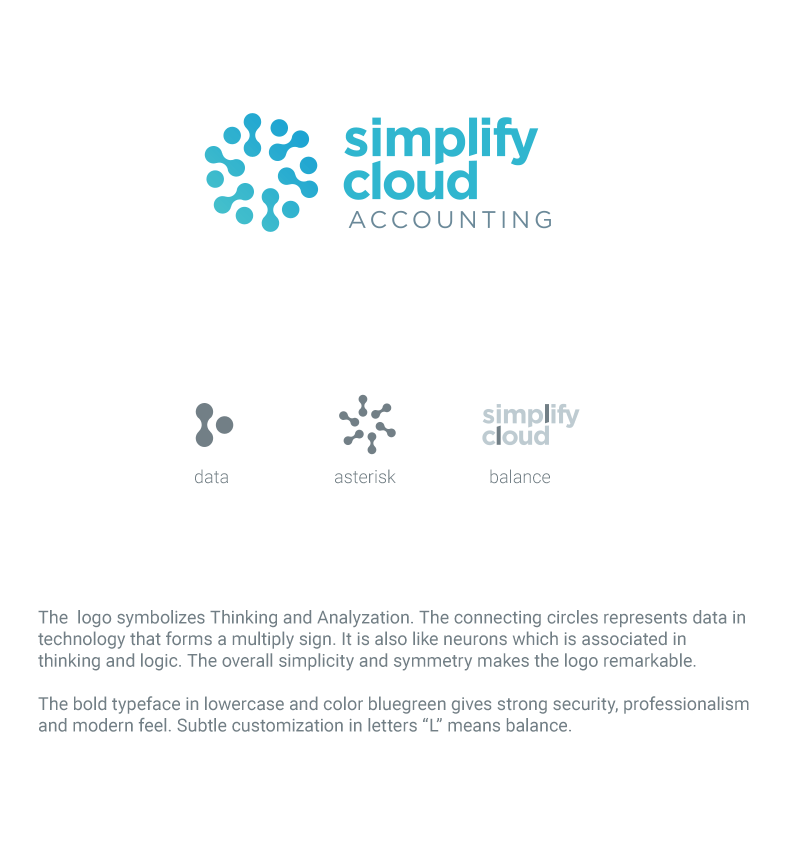 simplify
cloud
ACCOUNTING
simplify
cloud
data asterisk balance
The logo symbolizes Thinking and Analyzation. The connecting circles represents data in
technology that forms a multiply sign. It is also like neurons which is associated in
thinking and logic. The overall simplicity and symmetry makes the logo remarkable.
The bold typeface in lowercase and color bluegreen gives strong security, professionalism
and modern feel. Subtle customization in letters “L” means balance.